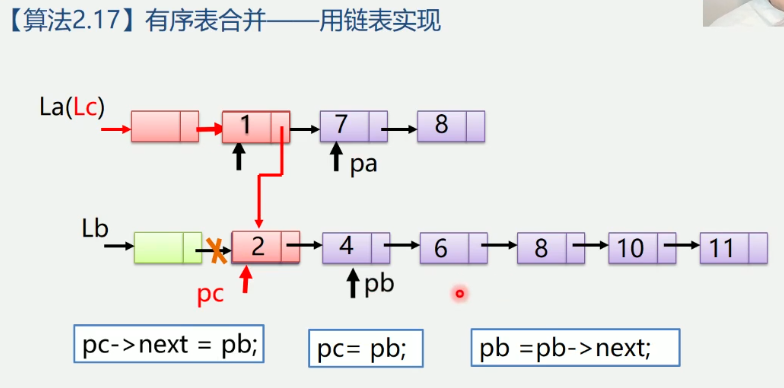 【算法2.17】有序表合并——用链表实现
La(Lc)
1 7 8
pa
Lb
2 4 6 8 10 11
pc pb
pc->next = pb; pc= pb; pb =pb->next;